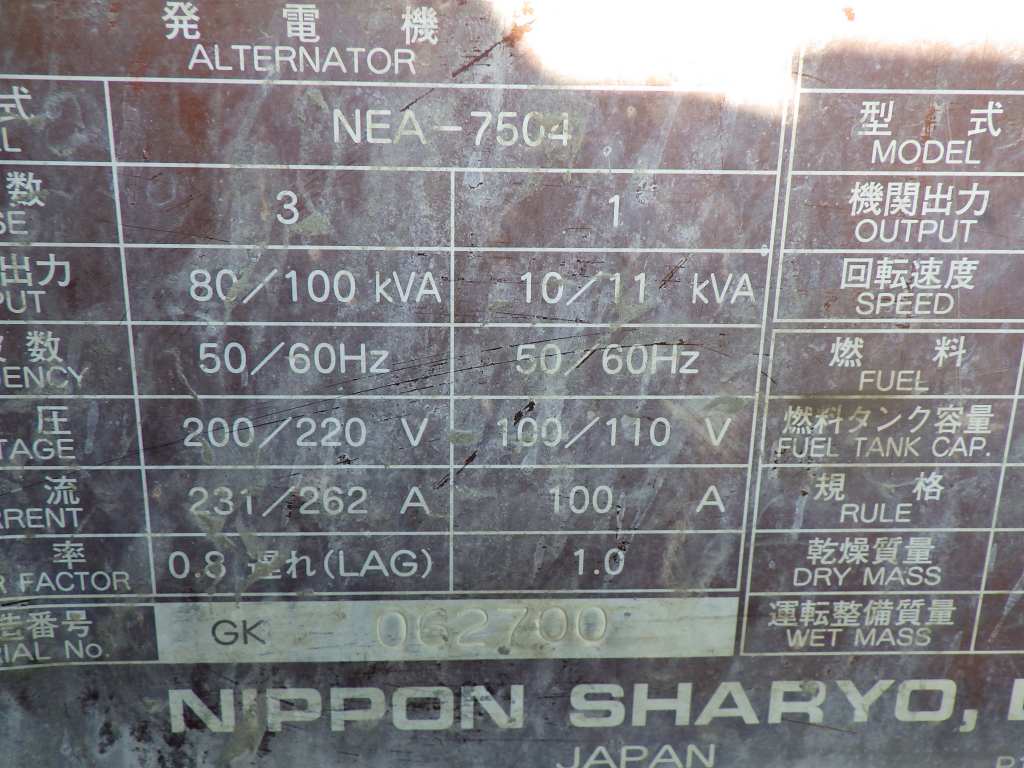 発電機
ALTERNATOR
式 NEA-7504 型式
MODEL
数 3 1 機関出力
OUTPUT
出力 80/100 kVA 10/11 kVA 回転速度
SPEED
数 50/60Hz 50/60Hz 燃料
ENCY FUEL
圧 200/220 V 100/110 V 燃料タンク容量
TAGE FUEL TANK CAP.
流 231/262 A 100 A 規格
RRENT RULE
率 0.8 遅れ(LAG) 1.0 乾燥質量
R FACTOR DRY MASS
造番号 GK 062700 運転整備質量
RIAL No. WET MASS
NIPPON SHARYO,
JAPAN